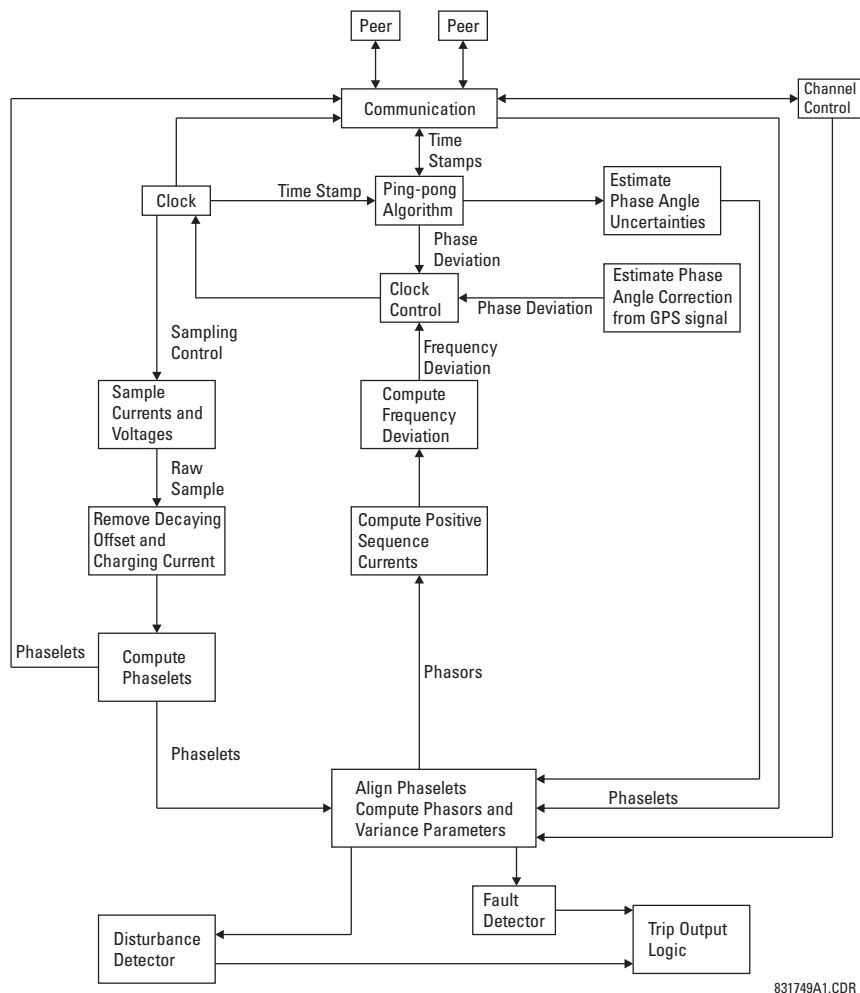 Peer
Peer
Communication
Channel
Control
Time
Stamps
Clock
Time Stamp
Ping-pong
Algorithm
Estimate
Phase Angle
Uncertainties
Phase
Deviation
Clock
Control
Phase Deviation
Estimate Phase
Angle Correction
from GPS signal
Sampling
Control
Frequency
Deviation
Sample
Currents and
Voltages
Compute
Frequency
Deviation
Raw
Sample
Remove Decaying
Offset and
Charging Current
Compute Positive
Sequence
Currents
Phaselets
Compute
Phaselets
Phasors
Phaselets
Align Phaselets
Compute Phasors and
Variance Parameters
Phaselets
Fault
Detector
Disturbance
Detector
Trip Output
Logic
831749A1.CDR